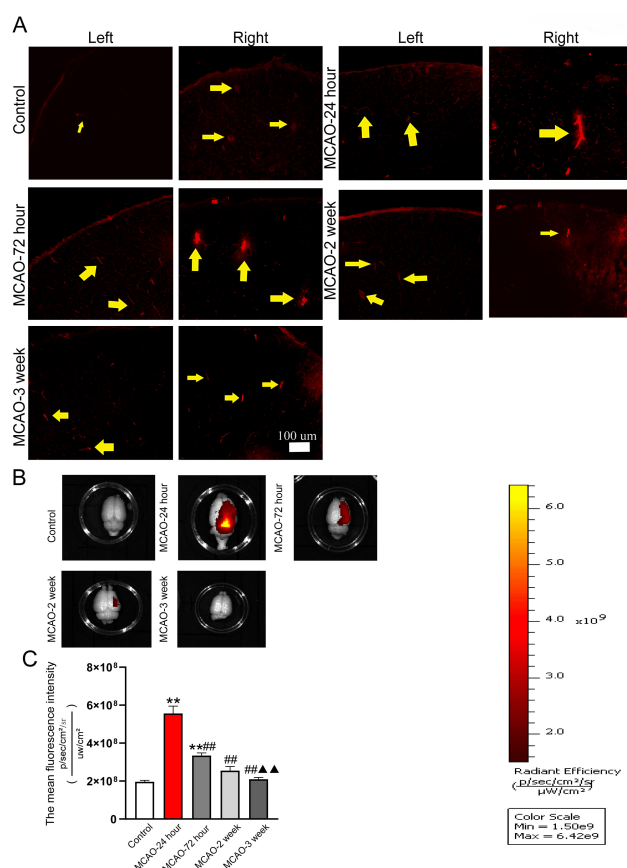 A
Left
Right
Left
Right
Control
MCAO-24 hour
MCAO-72 hour
MCAO-2 week
MCAO-3 week
100 um
B
Control
MCAO-24 hour
MCAO-72 hour
MCAO-2 week
MCAO-3 week
6.0
5.0
4.0
x10^9
3.0
2.0
Radiant Efficiency
(p/sec/cm²/sr / µW/cm²)
Color Scale
Min = 1.50e9
Max = 6.42e9
C
The mean fluorescence intensity
(p/sec/cm²/sr / uw/cm²)
8×10⁸
6×10⁸
4×10⁸
2×10⁸
0
**
**##
##
##▲▲
Control
MCAO-24 hour
MCAO-72 hour
MCAO-2 week
MCAO-3 week